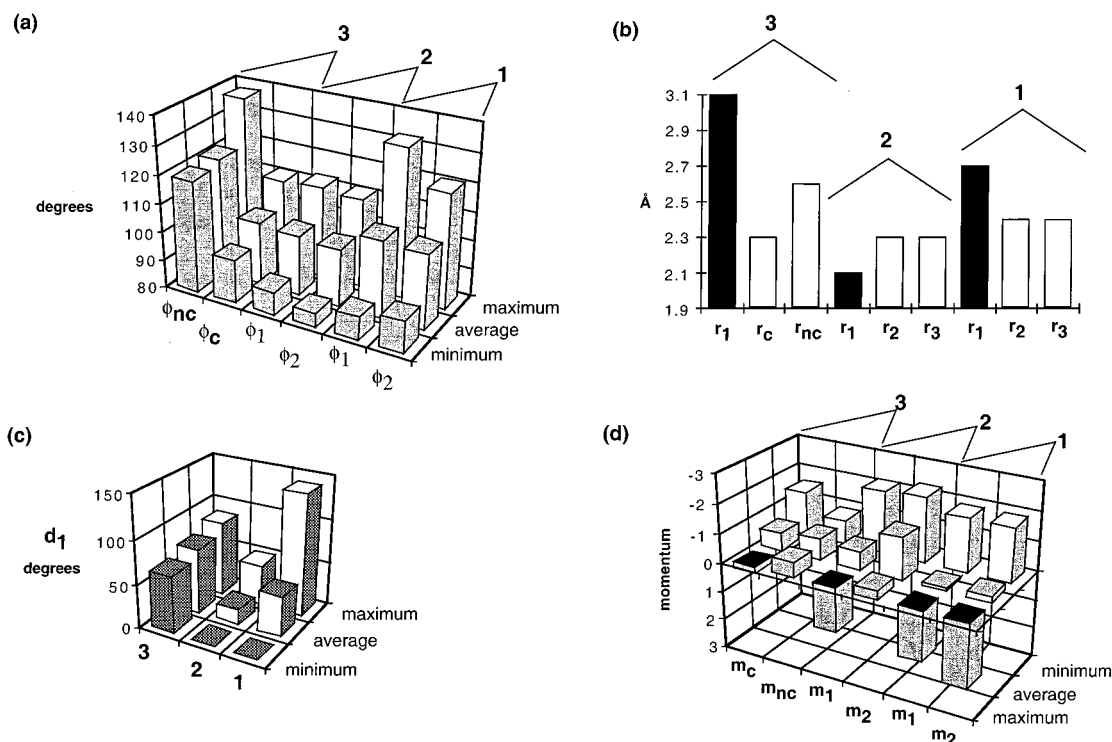 (a)
3
2
1
140
130
120
110
100
90
80
degrees
ϕnc
ϕc
ϕ1
ϕ2
ϕ1
ϕ2
maximum
average
minimum
(b)
3
2
1
3.1
2.9
2.7
2.5
2.3
2.1
1.9
Å
r1 rc rnc r1 r2 r3 r1 r2 r3
(c)
150
100
50
0
d1
degrees
3
2
1
maximum
average
minimum
(d)
3
2
1
-3
-2
-1
0
1
2
3
momentum
mc
mnc
m1
m2
m1
m2
minimum
average
maximum